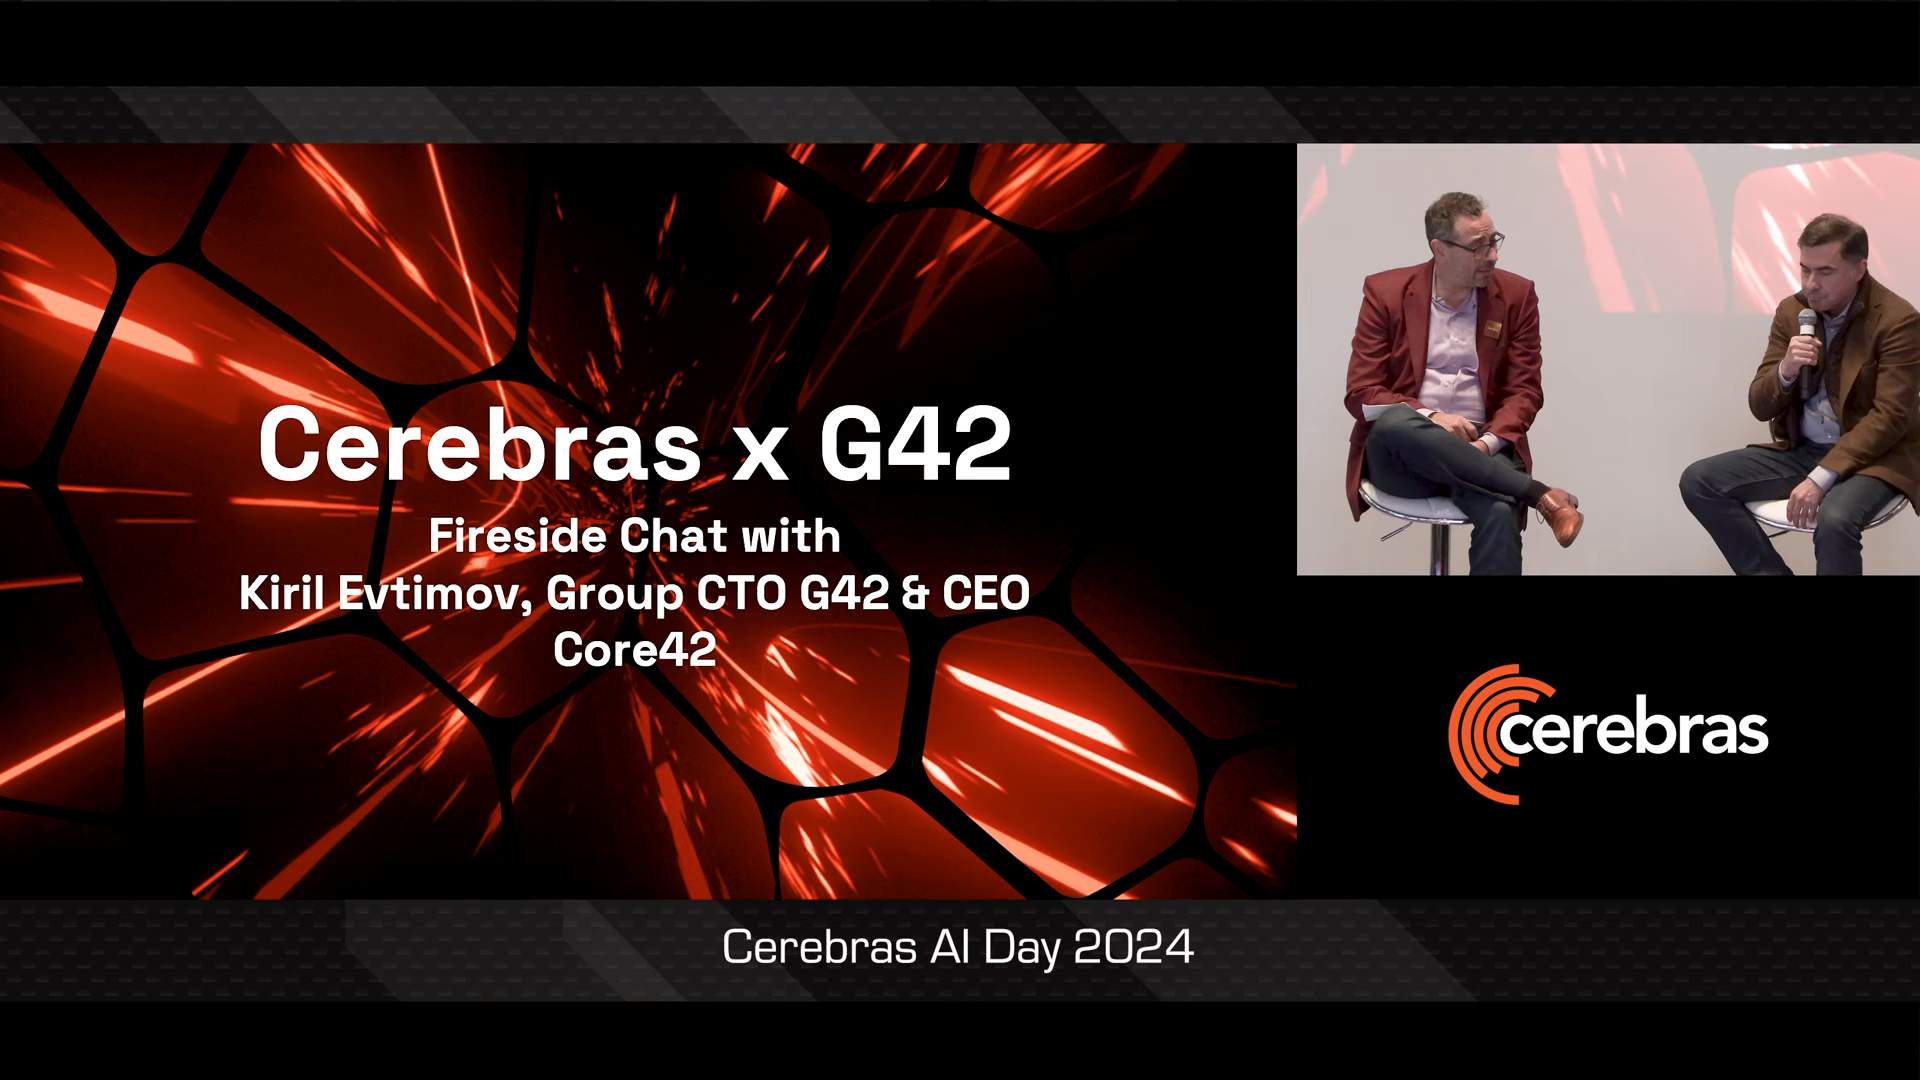 Cerebras x G42
Fireside Chat with
Kiril Evtimov, Group CTO G42 & CEO
Core42
cerebras
Cerebras AI Day 2024